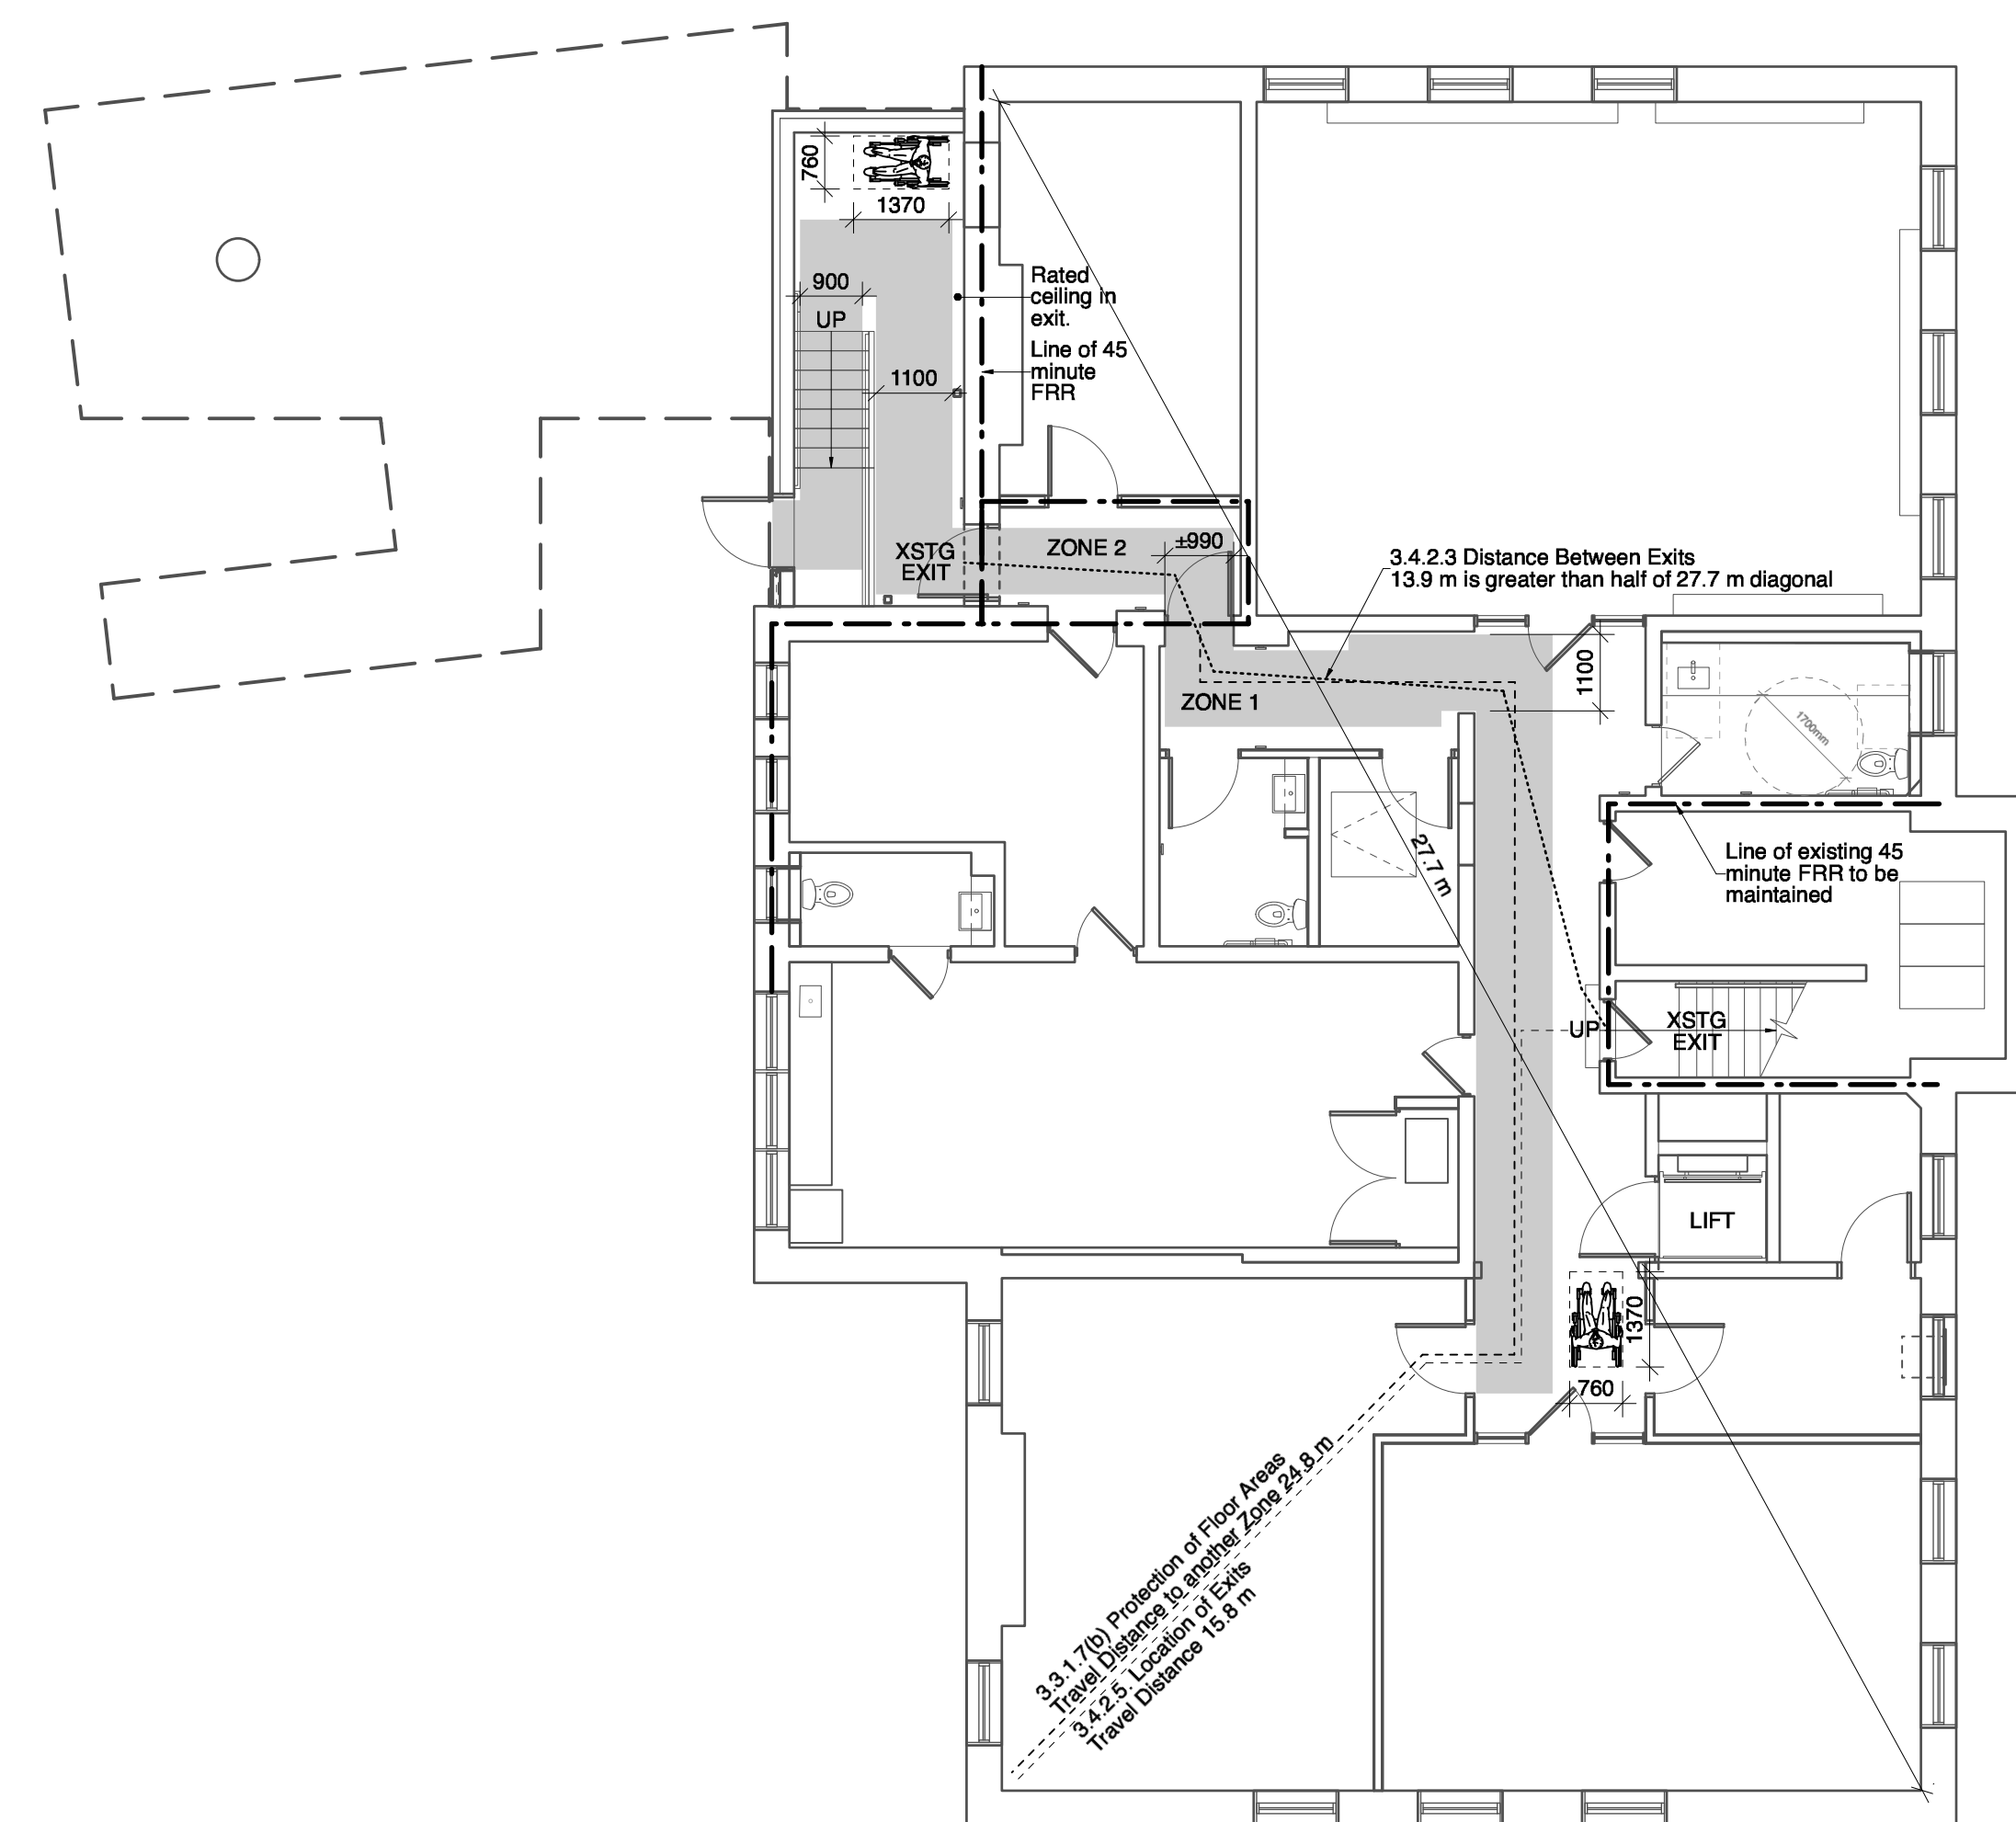 760
1370
900
UP
1100
Rated
ceiling in
exit.
Line of 45
minute
FRR
XSTG
EXIT
ZONE 2
±990
3.4.2.3 Distance Between Exits
13.9 m is greater than half of 27.7 m diagonal
ZONE 1
1100
1700mm
27.7 m
Line of existing 45
minute FRR to be
maintained
UP
XSTG
EXIT
LIFT
1370
760
3.3.1.7(b) Protection of Floor Areas
Travel Distance to another Zone 24.8 m
3.4.2.5. Location of Exits
Travel Distance 15.8 m